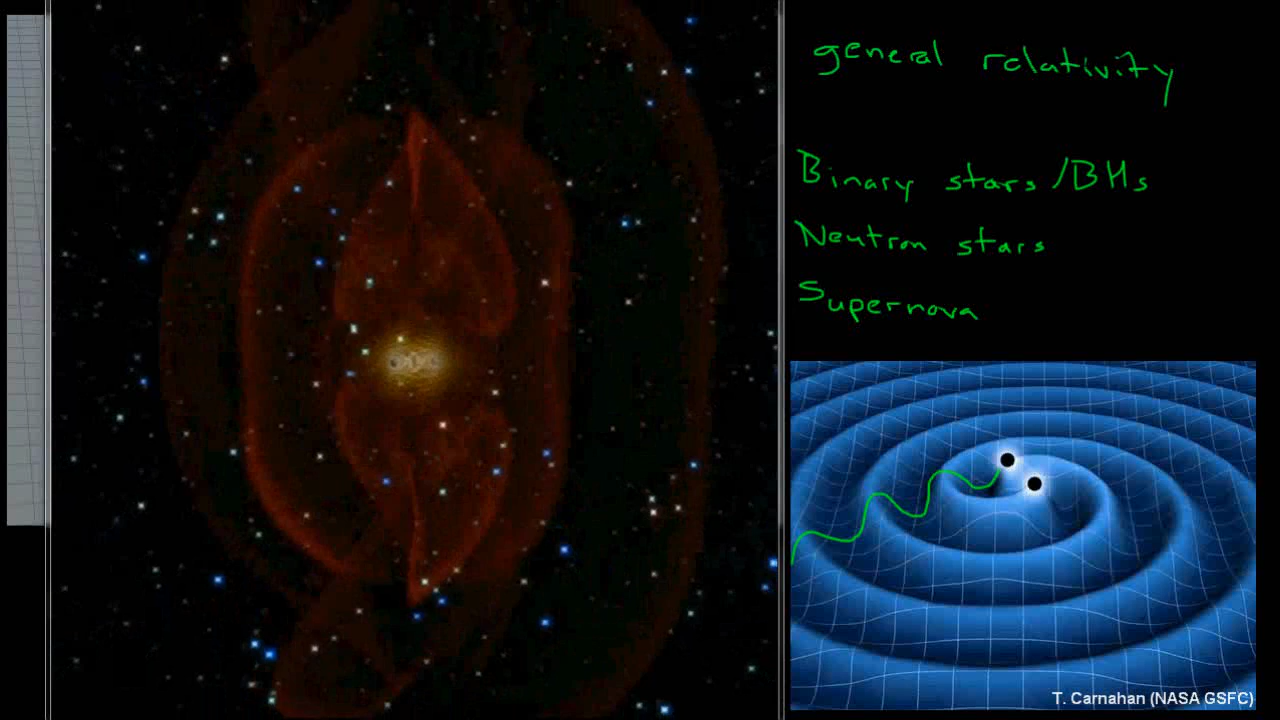 general relativity
Binary stars/BHs
Neutron stars
Supernova
T. Carnahan (NASA GSFC)